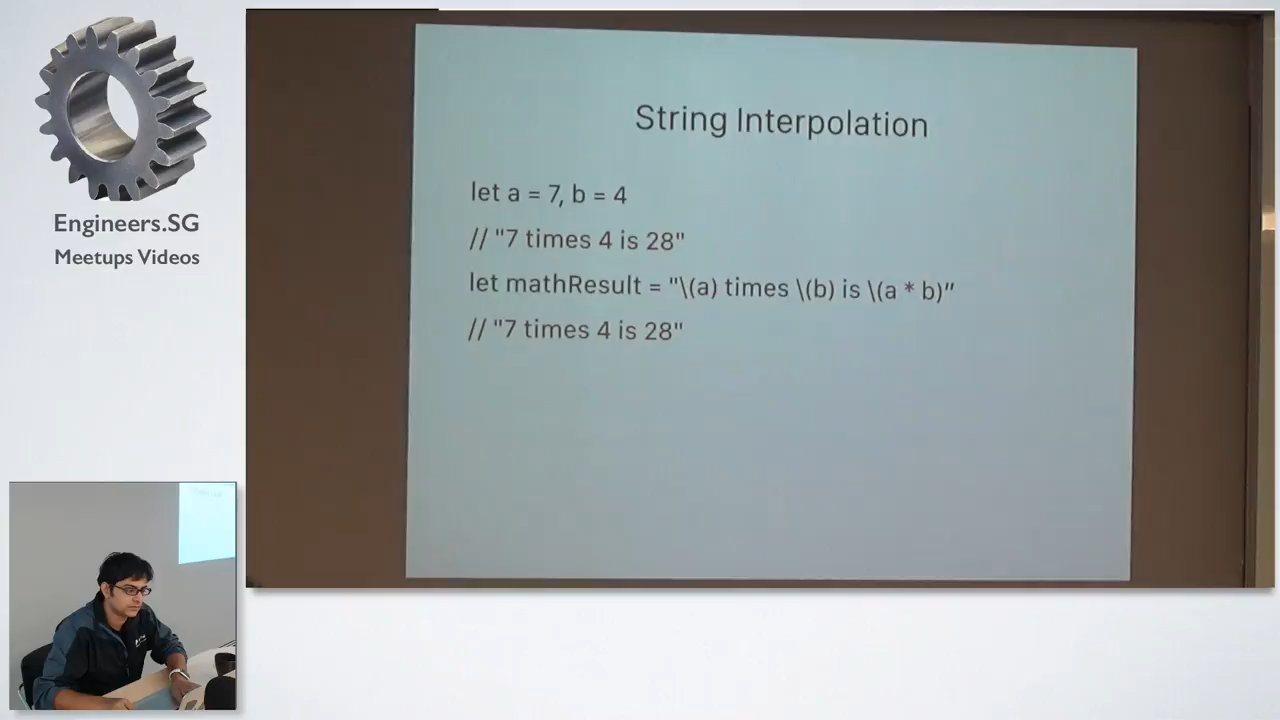 Engineers.SG
Meetups Videos
String Interpolation
let a = 7, b = 4
// "7 times 4 is 28"
let mathResult = "\(a) times \(b) is \(a * b)"
// "7 times 4 is 28"